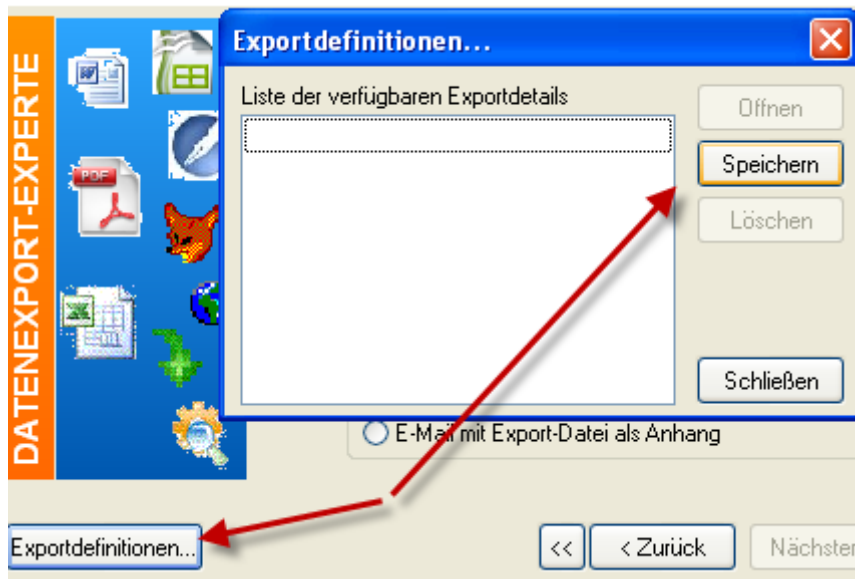 DATENEXPORT-EXPERTE
PDF
Exportdefinitionen...
Liste der verfügbaren Exportdetails
Öffnen
Speichern
Löschen
Schließen
E-Mail mit Export-Datei als Anhang
Exportdefinitionen...
<<
< Zurück
Nächster